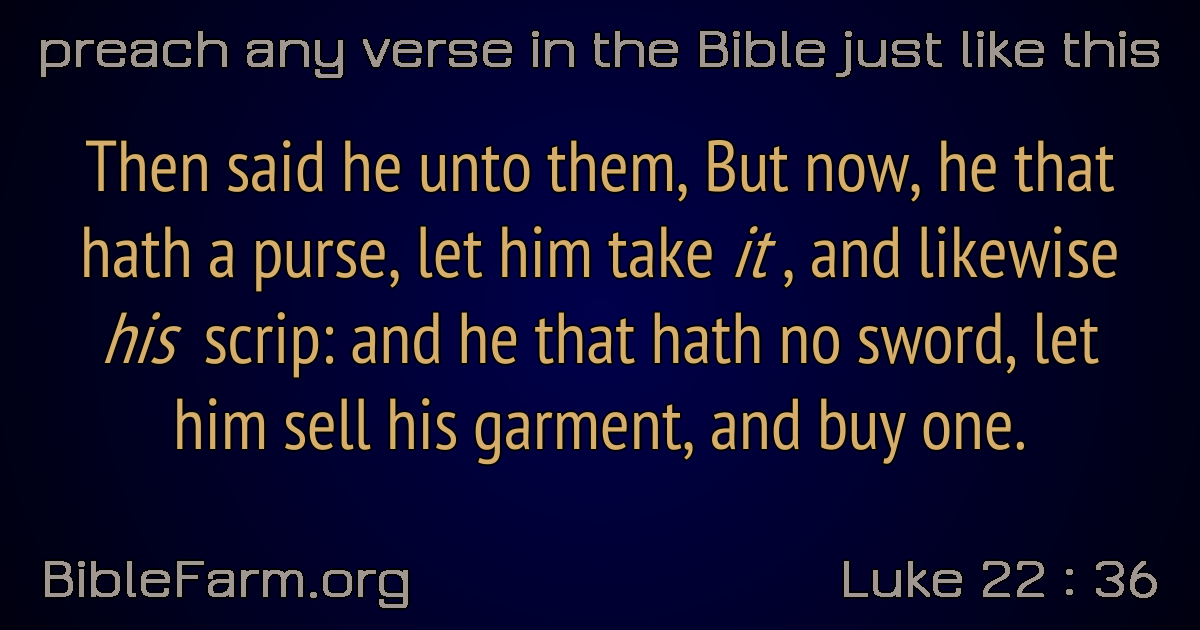 preach any verse in the Bible just like this
Then said he unto them, But now, he that
hath a purse, let him take it , and likewise
his scrip: and he that hath no sword, let
him sell his garment, and buy one.
BibleFarm.org
Luke 22 : 36